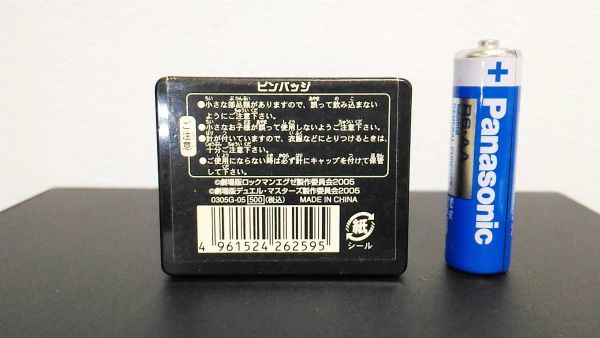 ピンバッジ
ご注意
●小さな部品類がありますので、誤って飲み込まない
ようにご注意下さい。
●小さなお子様が誤って使用しないようご注意下さい。
●針が付いていますので、衣服などにとりつけるときは、
十分ご注意下さい。
●ご使用にならない時は必ず針にキャップを付けて保管
して下さい。
©劇場版ロックマンエグゼ製作委員会2005
©劇場版デュエル・マスターズ製作委員会2005
0305G-05 500(税込) MADE IN CHINA
4 961524 262595
紙
シール
Panasonic
R6/AA